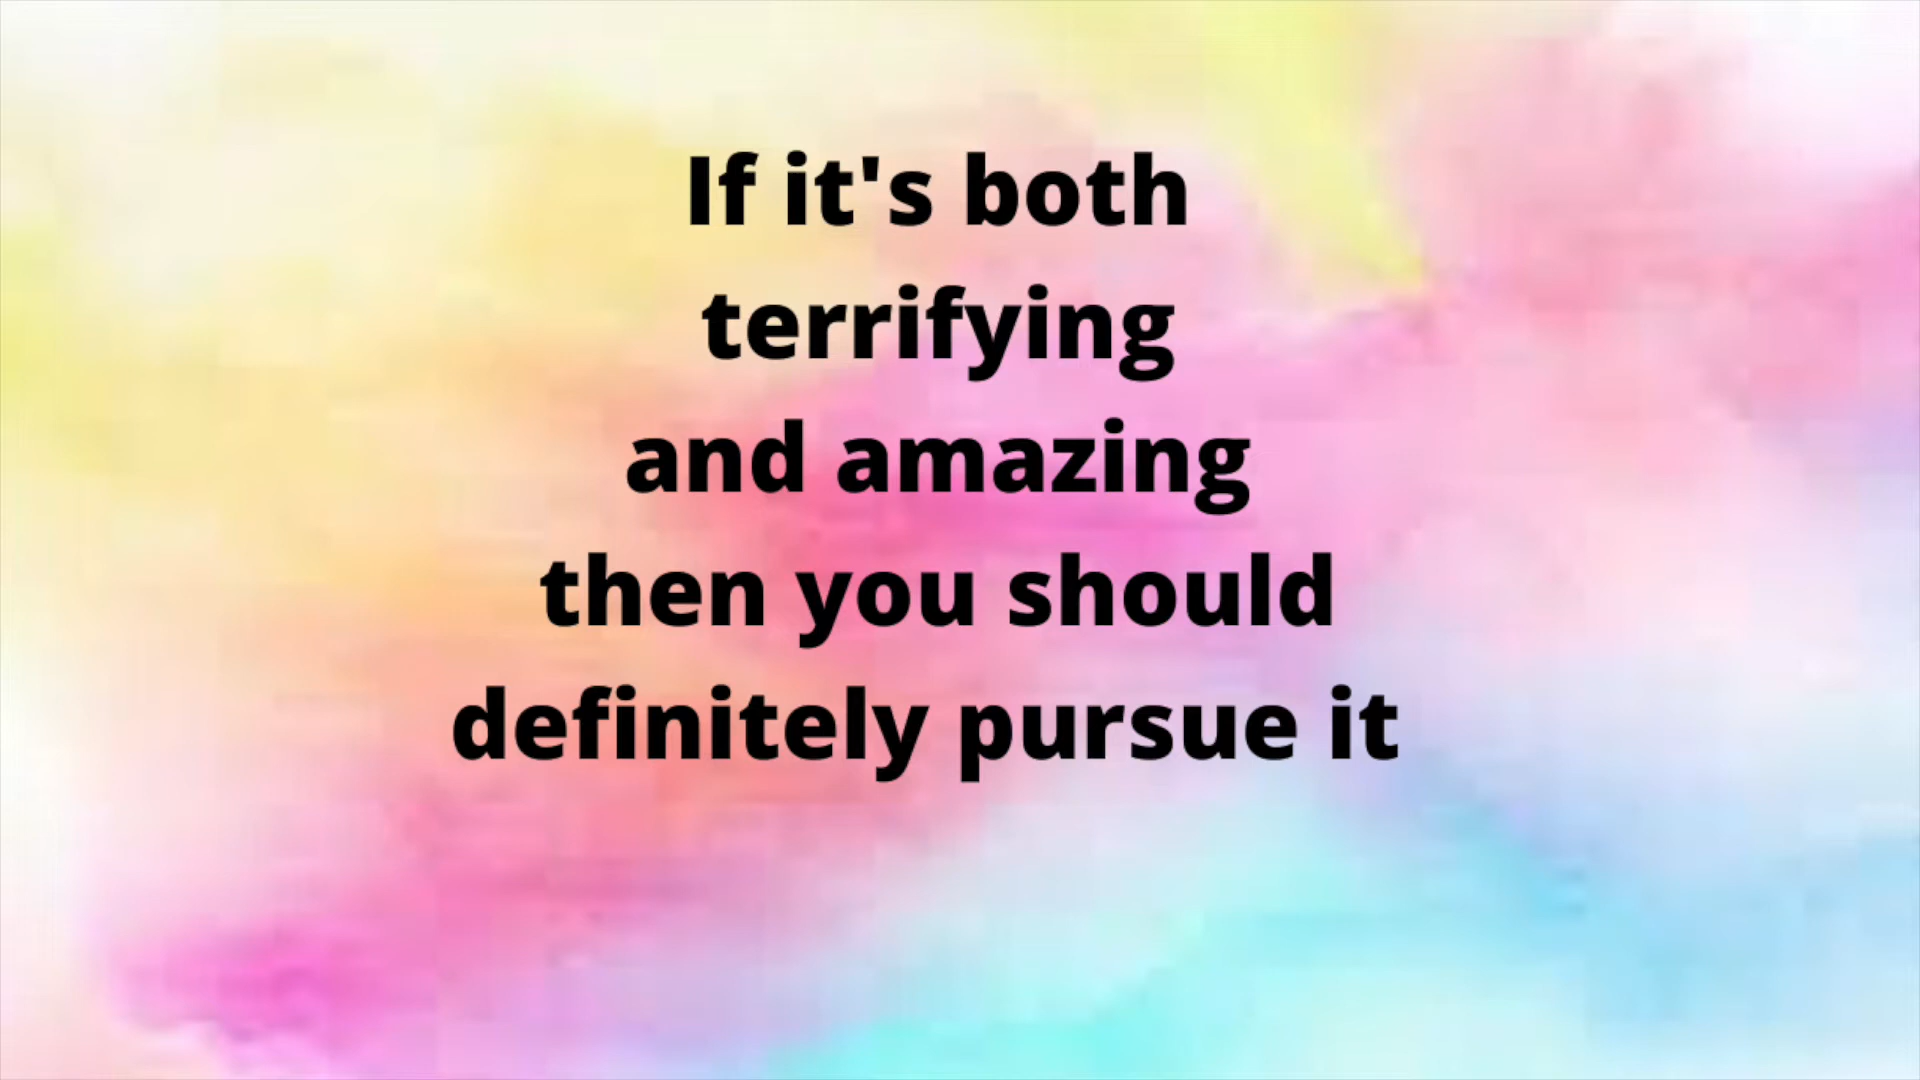 If it's both
terrifying
and amazing
then you should
definitely pursue it